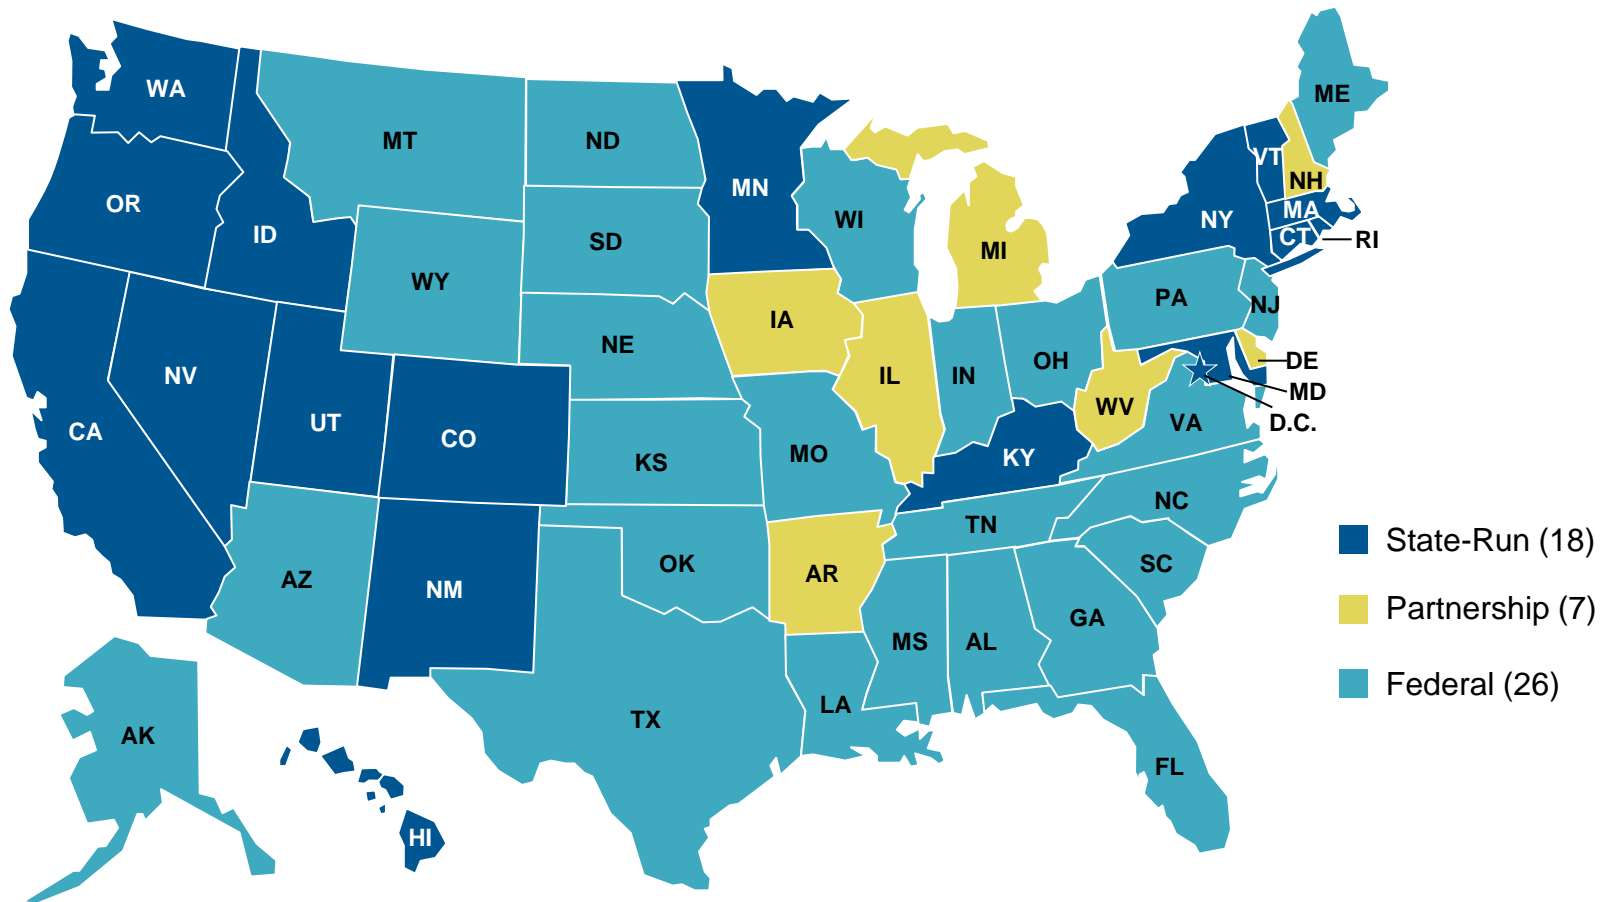 WA
MT
ND
MN
ME
VT
NH
OR
ID
SD
WI
NY
MA
CT
RI
WY
MI
PA
NJ
NE
IA
NV
IL
IN
OH
DE
MD
WV
CA
UT
CO
D.C.
VA
KS
MO
KY
NC
TN
State-Run (18)
AZ
NM
OK
AR
SC
Partnership (7)
MS
AL
GA
TX
LA
Federal (26)
AK
FL
HI